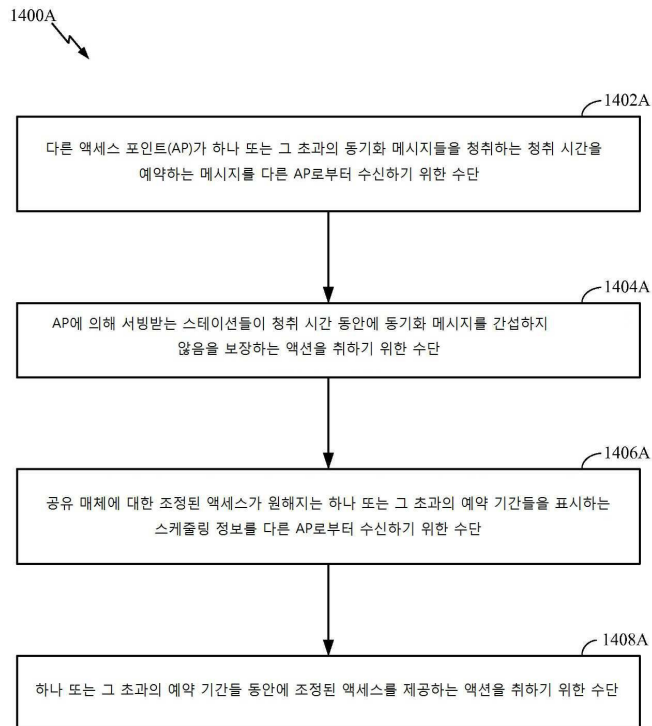 1400A
1402A
다른 액세스 포인트(AP)가 하나 또는 그 초과의 동기화 메시지들을 청취하는 청취 시간을
예약하는 메시지를 다른 AP로부터 수신하기 위한 수단
1404A
AP에 의해 서빙받는 스테이션들이 청취 시간 동안에 동기화 메시지를 간섭하지
않음을 보장하는 액션을 취하기 위한 수단
1406A
공유 매체에 대한 조정된 액세스가 원해지는 하나 또는 그 초과의 예약 기간들을 표시하는
스케줄링 정보를 다른 AP로부터 수신하기 위한 수단
1408A
하나 또는 그 초과의 예약 기간들 동안에 조정된 액세스를 제공하는 액션을 취하기 위한 수단